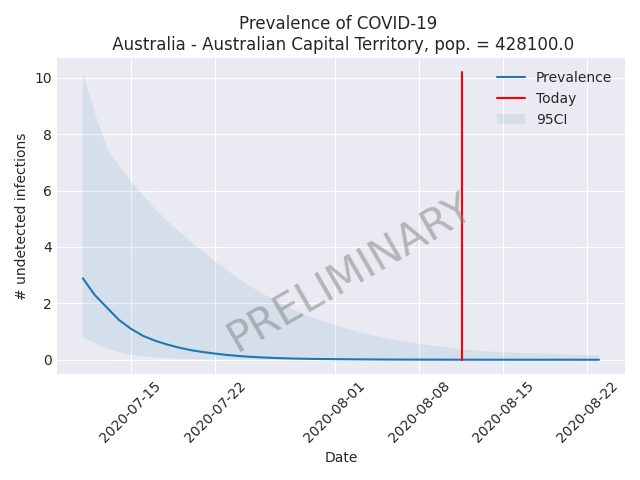 Prevalence of COVID-19
Australia - Australian Capital Territory, pop. = 428100.0
10
8
6
4
2
0
# undetected infections
Prevalence
Today
95CI
PRELIMINARY
2020-07-15
2020-07-22
2020-08-01
2020-08-08
2020-08-15
2020-08-22
Date